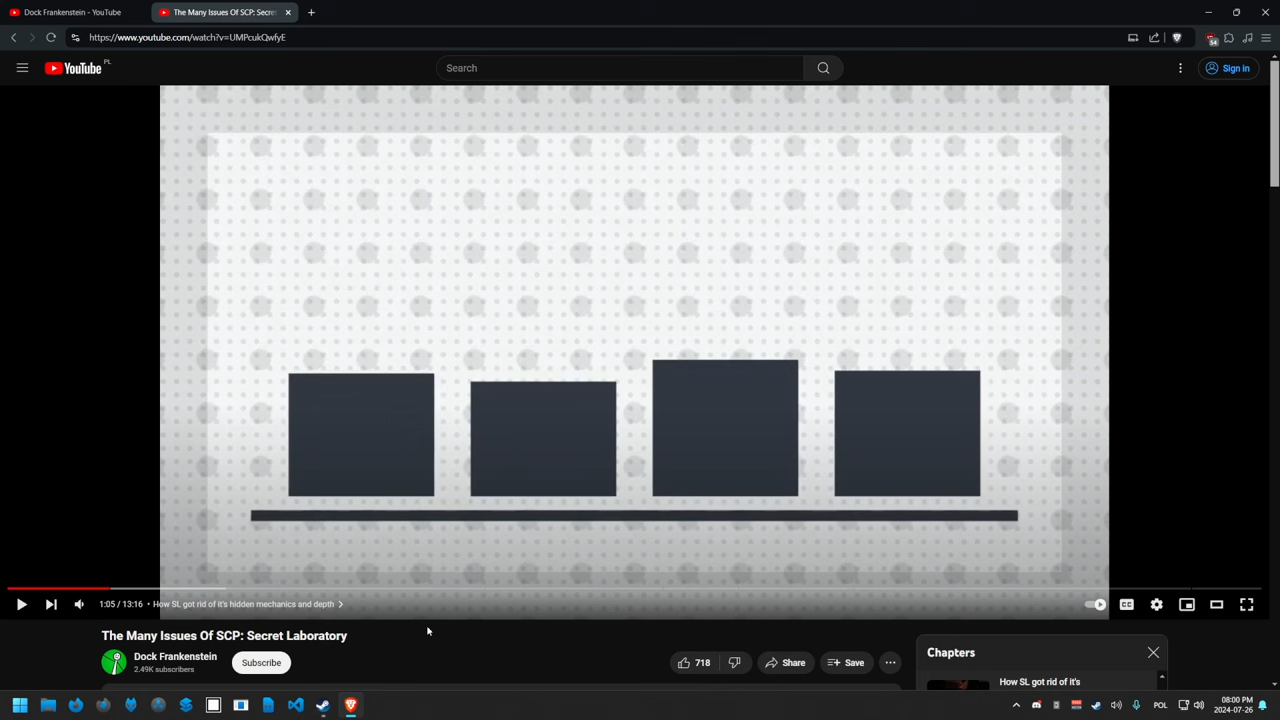 Dock Frankenstein - YouTube
The Many Issues Of SCP: Secre
https://www.youtube.com/watch?v=UMPcukQwfyE
54
YouTube PL
Search
Sign in
1:05 / 13:16 • How SL got rid of it's hidden mechanics and depth
CC
The Many Issues Of SCP: Secret Laboratory
Dock Frankenstein
2.49K subscribers
Subscribe
718
Share
Save
Chapters
How SL got rid of it's
POL
08:00 PM
2024-07-26